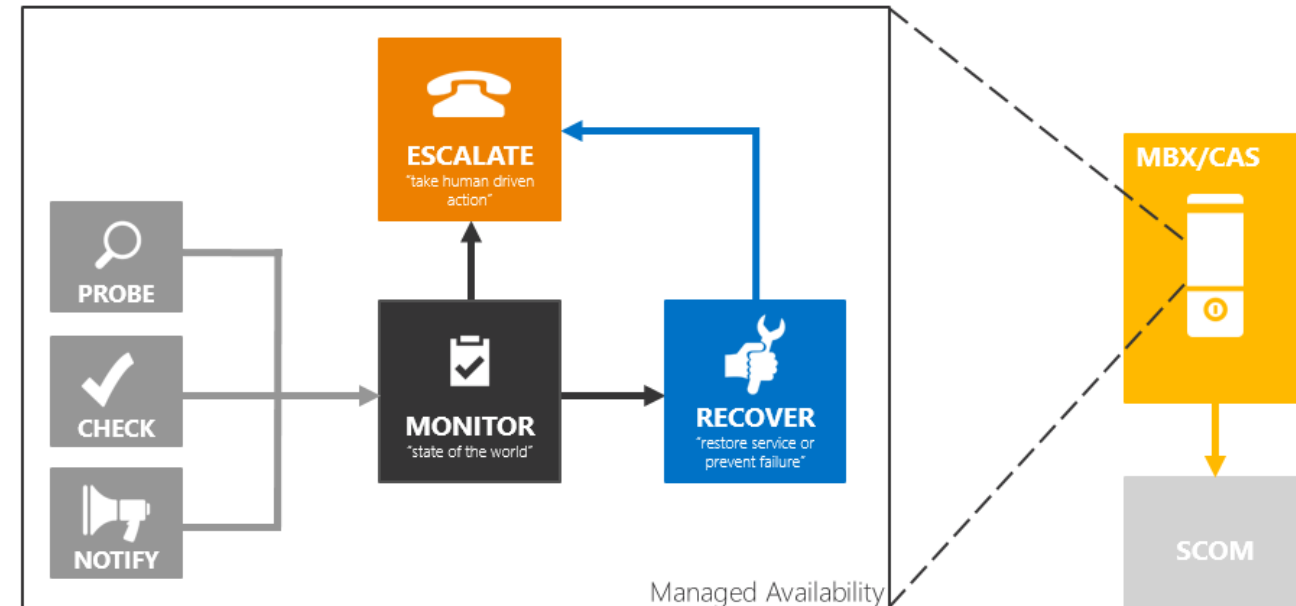 ESCALATE
"take human driven
action"
MBX/CAS
PROBE
CHECK
MONITOR
"state of the world"
RECOVER
"restore service or
prevent failure"
NOTIFY
SCOM
Managed Availability